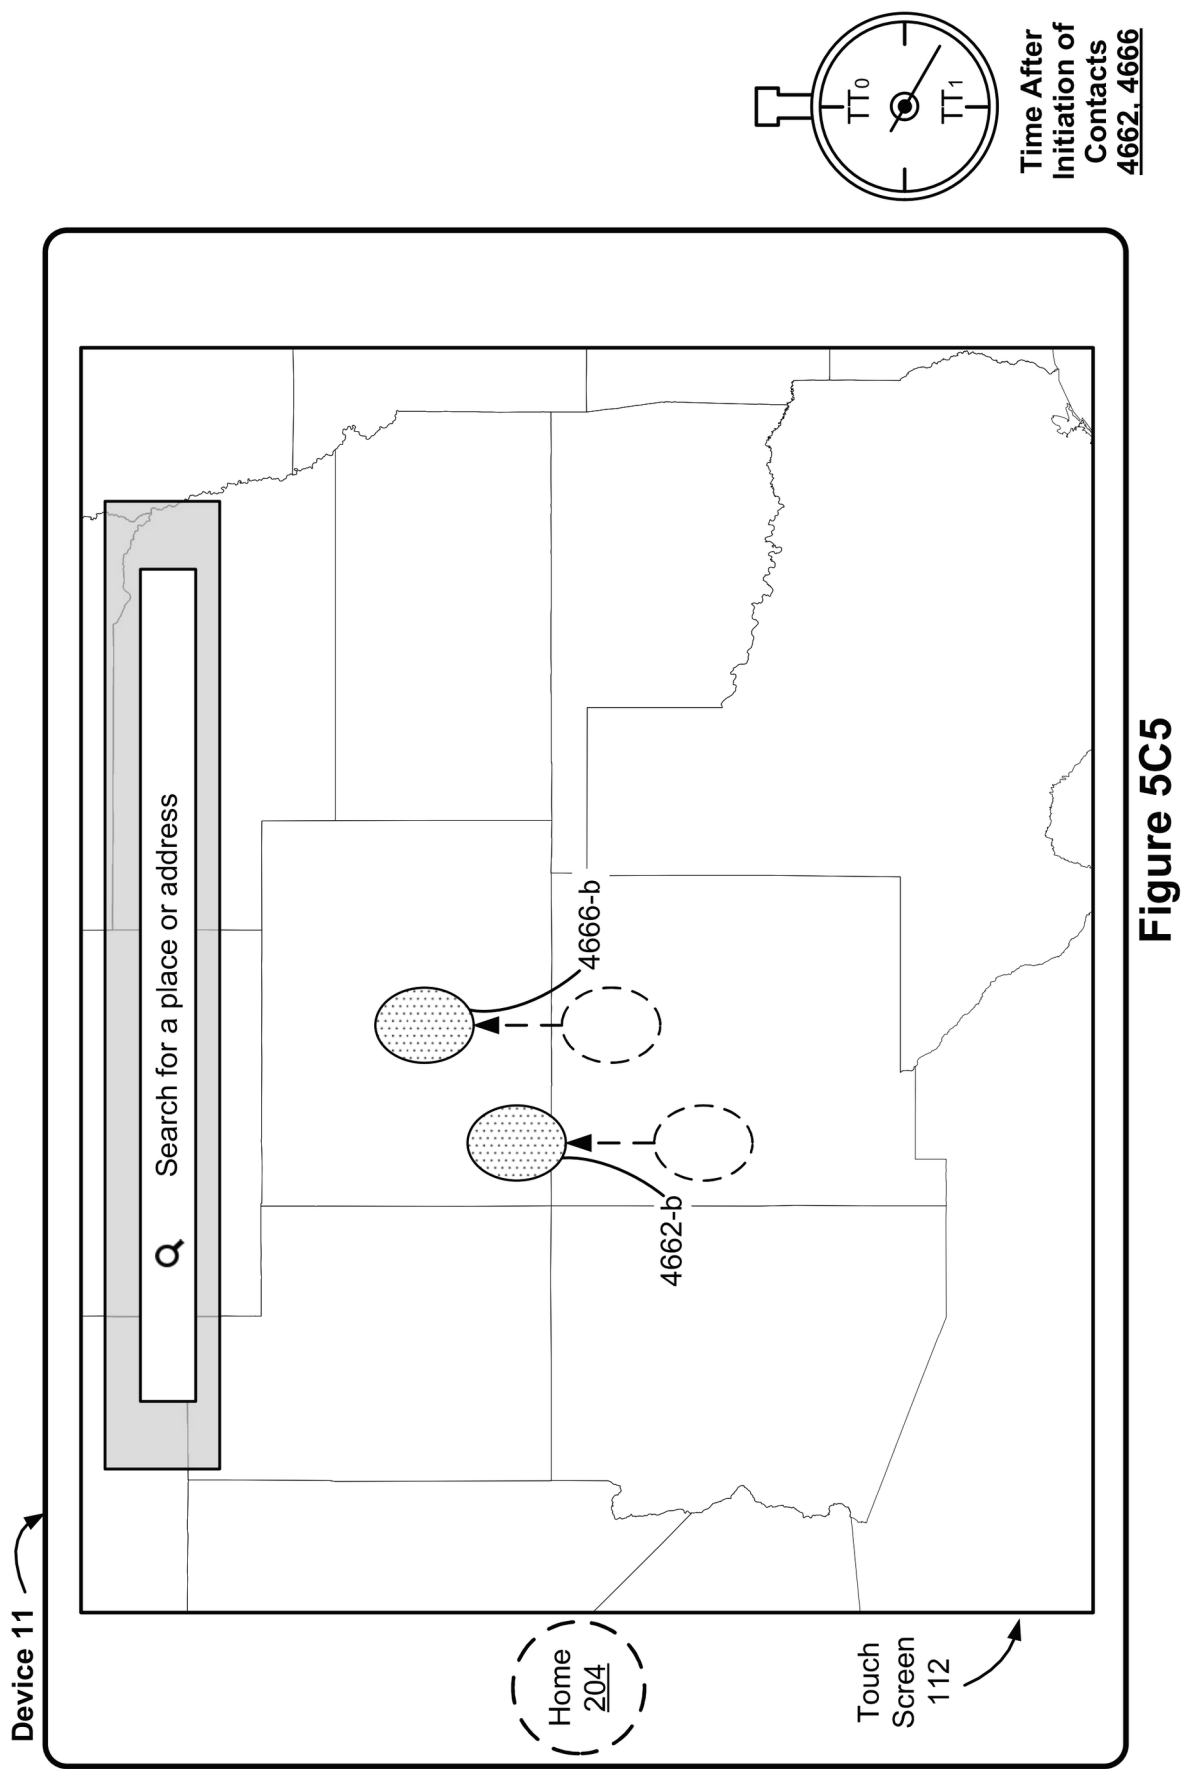 Device 11
Search for a place or address
4666-b
4662-b
Home
204
Touch
Screen
112
TT0
TT1
Time After
Initiation of
Contacts
4662, 4666
Figure 5C5